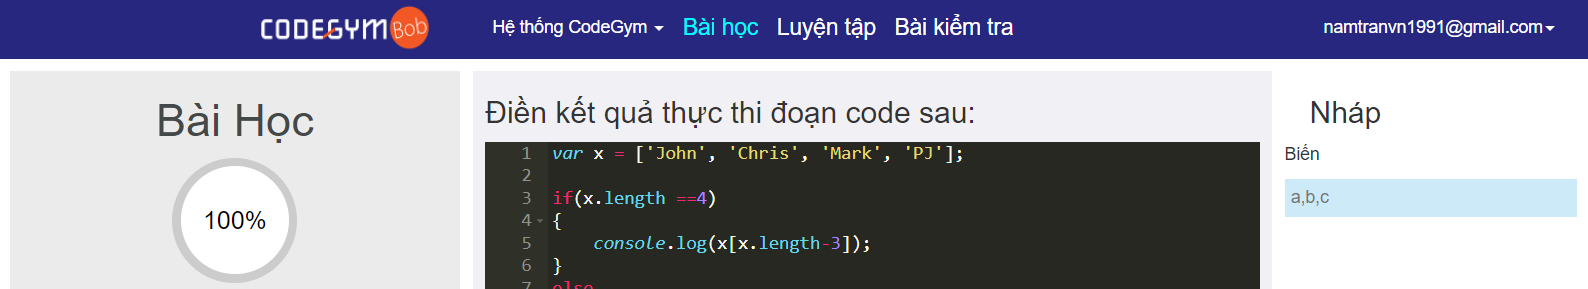 CODEGYM Bob
Hệ thống CodeGym Bài học Luyện tập Bài kiểm tra namtranvn1991@gmail.com
Bài Học
100%
Điền kết quả thực thi đoạn code sau:
1 var x = ['John', 'Chris', 'Mark', 'PJ'];
2
3 if(x.length ==4)
4 {
5 console.log(x[x.length-3]);
6 }
7 else
Nháp
Biến
a,b,c